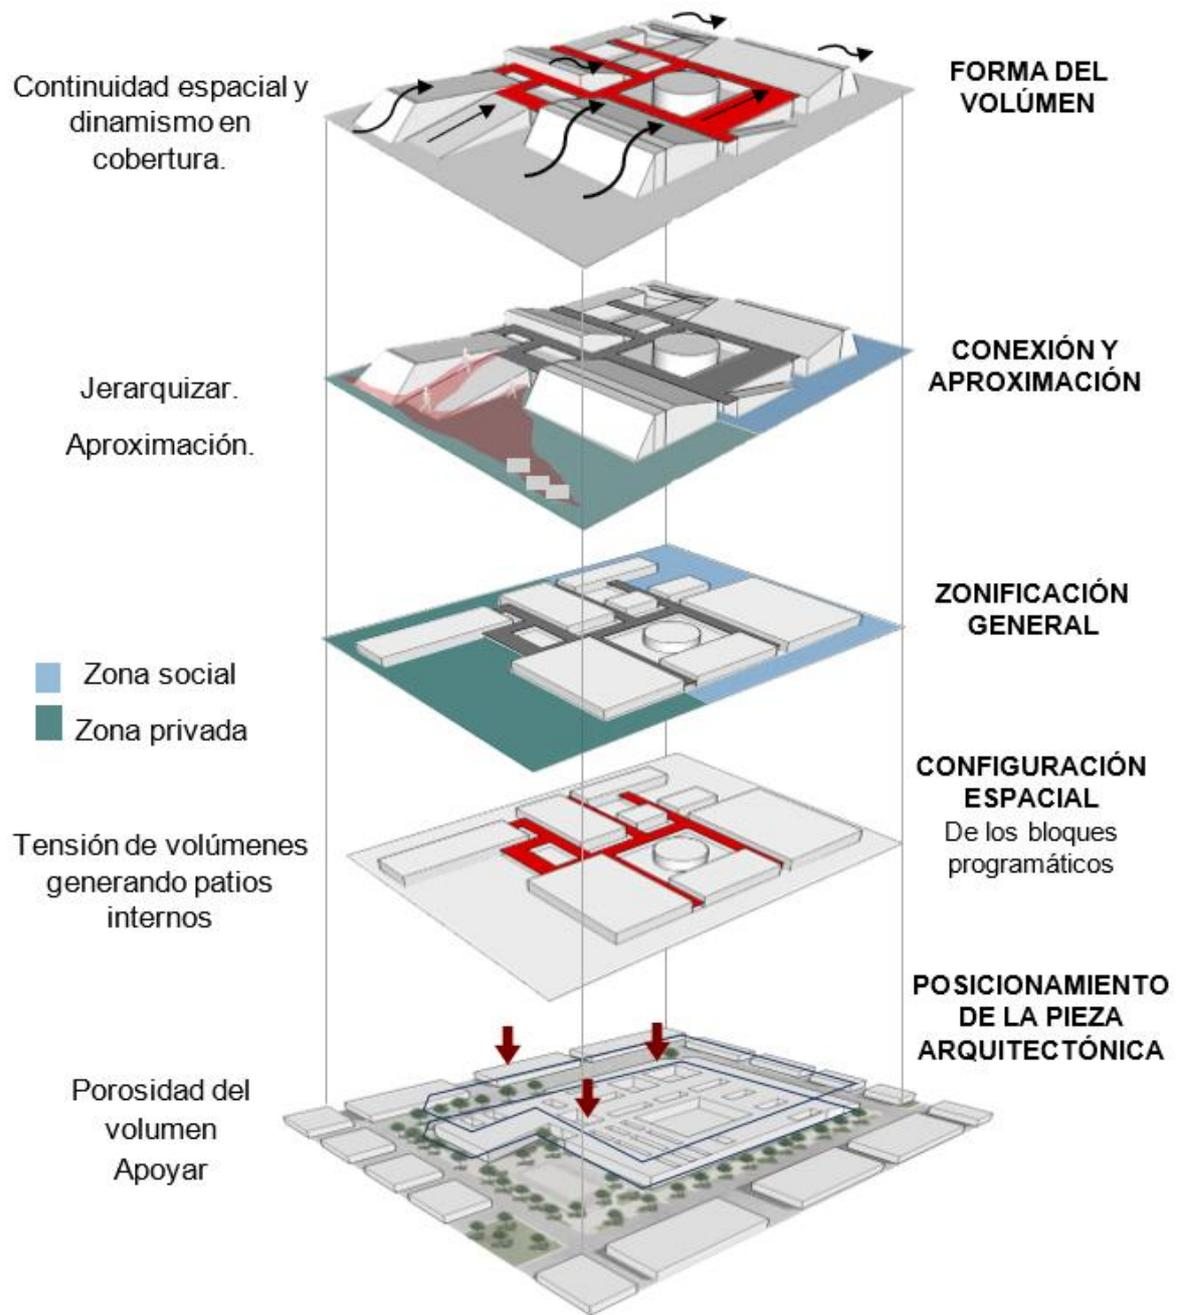 Continuidad espacial y
dinamismo en
cobertura.
FORMA DEL
VOLÚMEN
Jerarquizar.
Aproximación.
CONEXIÓN Y
APROXIMACIÓN
ZONIFICACIÓN
GENERAL
Zona social
Zona privada
CONFIGURACIÓN
ESPACIAL
De los bloques
programáticos
Tensión de volúmenes
generando patios
internos
POSICIONAMIENTO
DE LA PIEZA
ARQUITECTÓNICA
Porosidad del
volumen
Apoyar